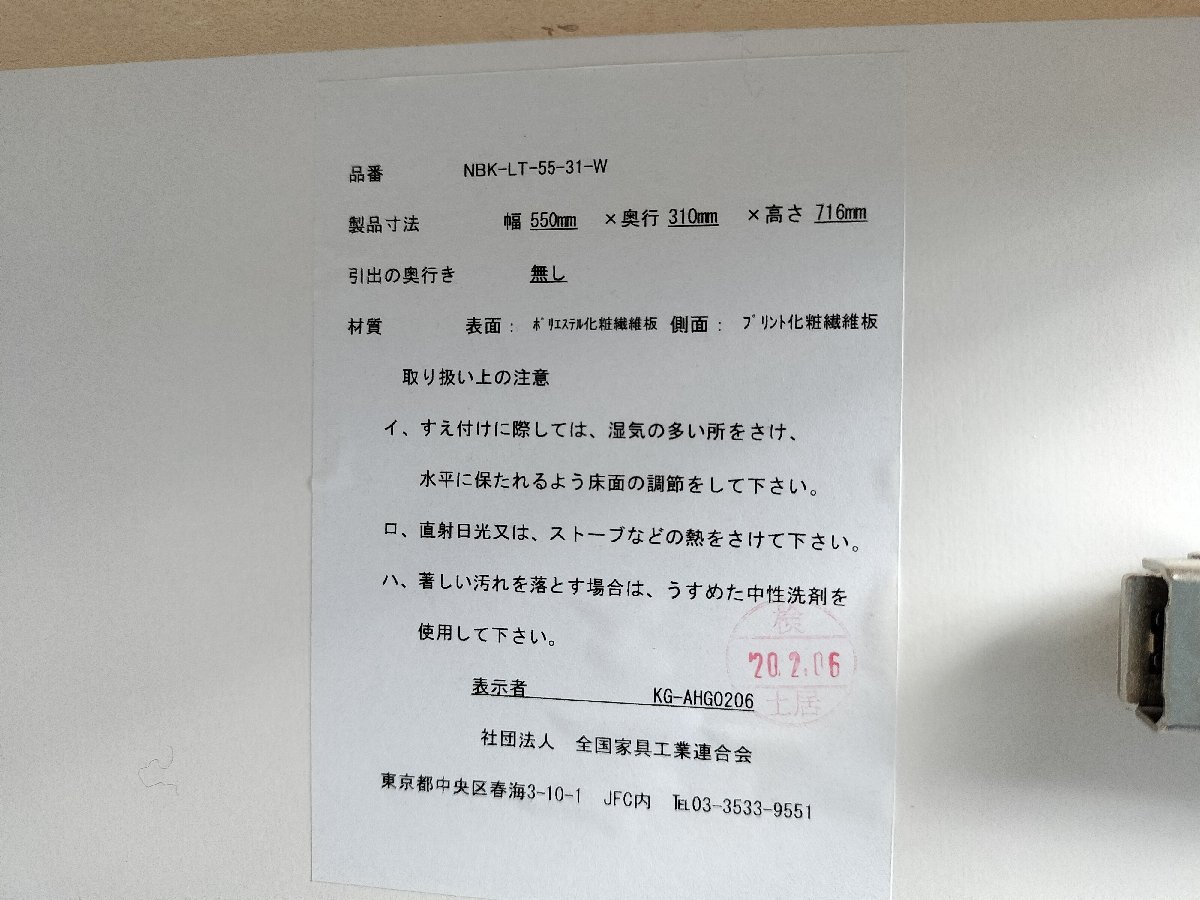 品番 NBK-LT-55-31-W
製品寸法 幅 550mm ×奥行 310mm ×高さ 716mm
引出の奥行き 無し
材質 表面： ﾎﾟﾘｴｽﾃﾙ化粧繊維板 側面： ﾌﾟﾘﾝﾄ化粧繊維板
取り扱い上の注意
イ、すえ付けに際しては、湿気の多い所をさけ、
水平に保たれるよう床面の調節をして下さい。
ロ、直射日光又は、ストーブなどの熱をさけて下さい。
ハ、著しい汚れを落とす場合は、うすめた中性洗剤を
使用して下さい。
検
'20.2.06
土居
表示者 KG-AHG0206
社団法人 全国家具工業連合会
東京都中央区春海3-10-1 JFC内 ℡03-3533-9551